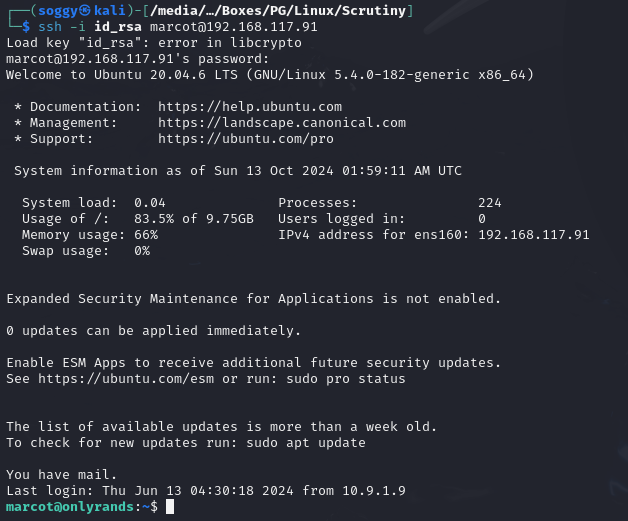 ┌──(soggy㉿kali)-[/media/…/Boxes/PG/Linux/Scrutiny]
└─$ ssh -i id_rsa marcot@192.168.117.91
Load key "id_rsa": error in libcrypto
marcot@192.168.117.91's password:
Welcome to Ubuntu 20.04.6 LTS (GNU/Linux 5.4.0-182-generic x86_64)
* Documentation:  https://help.ubuntu.com
* Management:     https://landscape.canonical.com
* Support:        https://ubuntu.com/pro
System information as of Sun 13 Oct 2024 01:59:11 AM UTC
System load:  0.04              Processes:               224
Usage of /:   83.5% of 9.75GB   Users logged in:         0
Memory usage: 66%               IPv4 address for ens160: 192.168.117.91
Swap usage:   0%
Expanded Security Maintenance for Applications is not enabled.
0 updates can be applied immediately.
Enable ESM Apps to receive additional future security updates.
See https://ubuntu.com/esm or run: sudo pro status
The list of available updates is more than a week old.
To check for new updates run: sudo apt update
You have mail.
Last login: Thu Jun 13 04:30:18 2024 from 10.9.1.9
marcot@onlyrands:~$